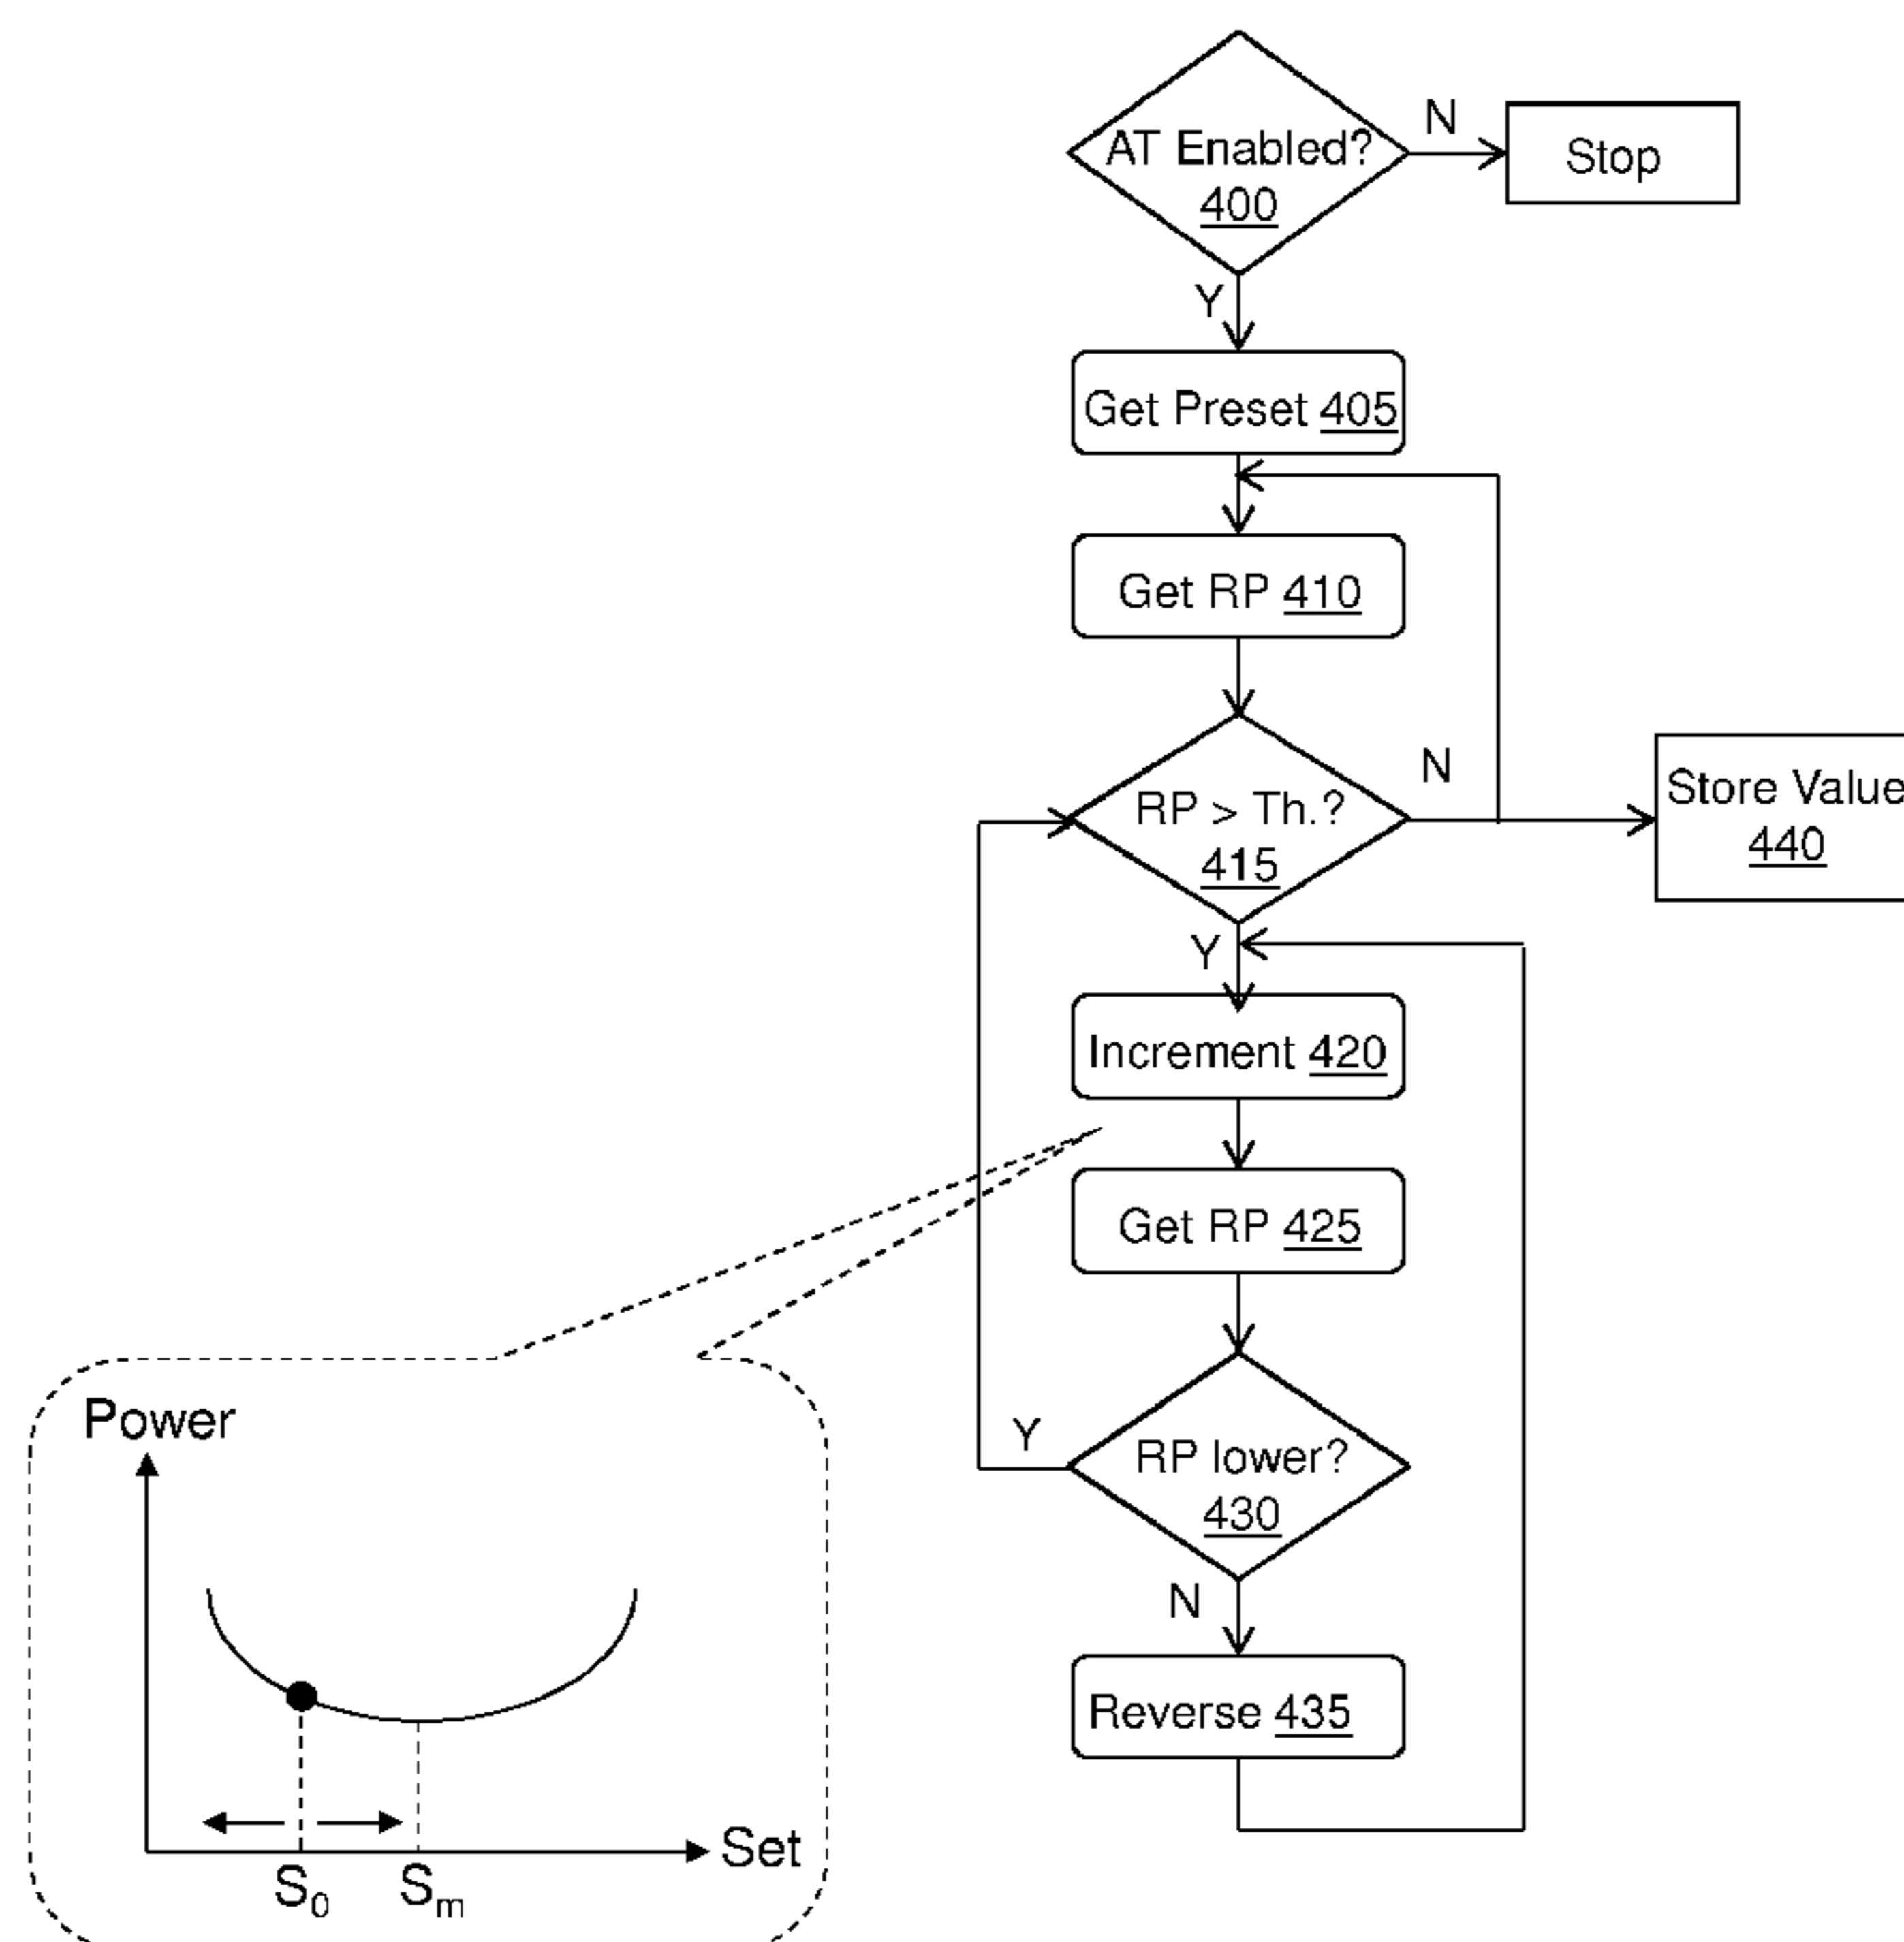 AT Enabled?
400
N
Stop
Y
Get Preset 405
Get RP 410
RP > Th.?
415
N
Store Value
440
Y
Increment 420
Get RP 425
RP lower?
430
Y
N
Reverse 435
Power
Set
S0
Sm